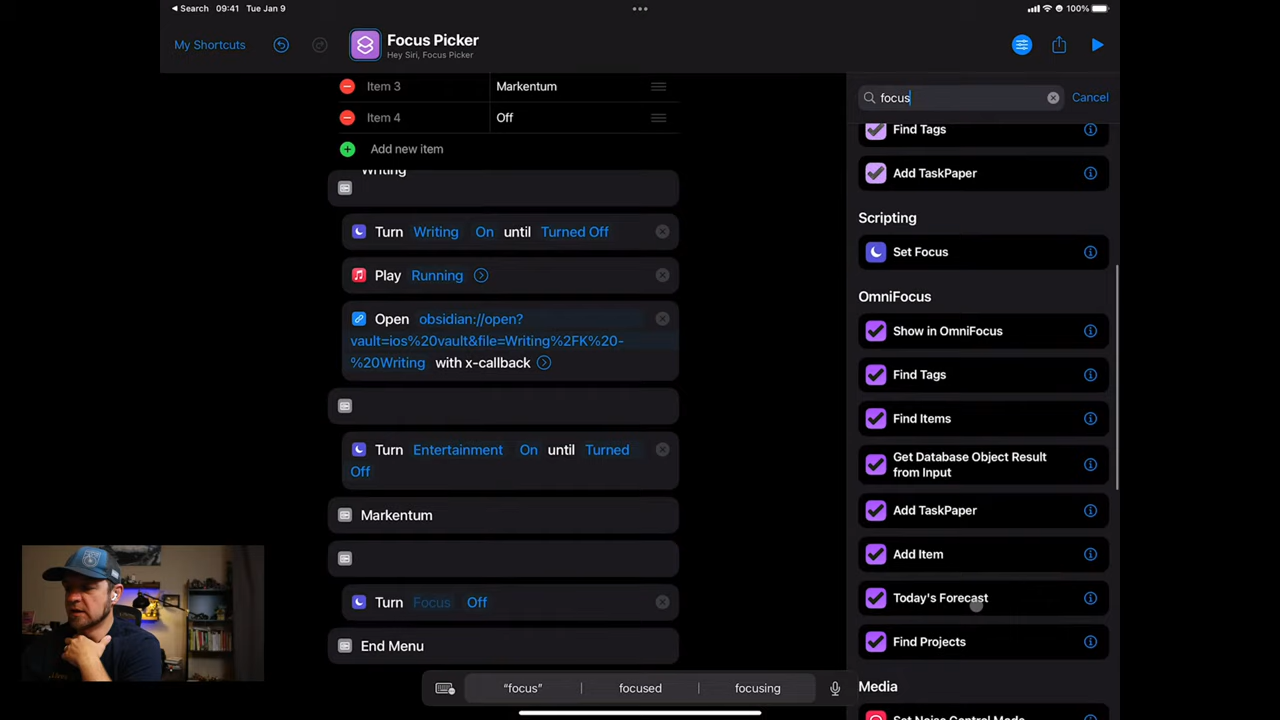 Search 09:41 Tue Jan 9
100%
My Shortcuts
Focus Picker
Hey Siri, Focus Picker
Item 3 Markentum
Item 4 Off
Add new item
Writing
Turn Writing On until Turned Off
Play Running
Open obsidian://open?
vault=ios%20vault&file=Writing%2FK%20-
%20Writing with x-callback
Turn Entertainment On until Turned
Off
Markentum
Turn Focus Off
End Menu
focus
Cancel
Find Tags
Add TaskPaper
Scripting
Set Focus
OmniFocus
Show in OmniFocus
Find Tags
Find Items
Get Database Object Result
from Input
Add TaskPaper
Add Item
Today's Forecast
Find Projects
Media
Set Noise Control Mode
"focus" focused focusing